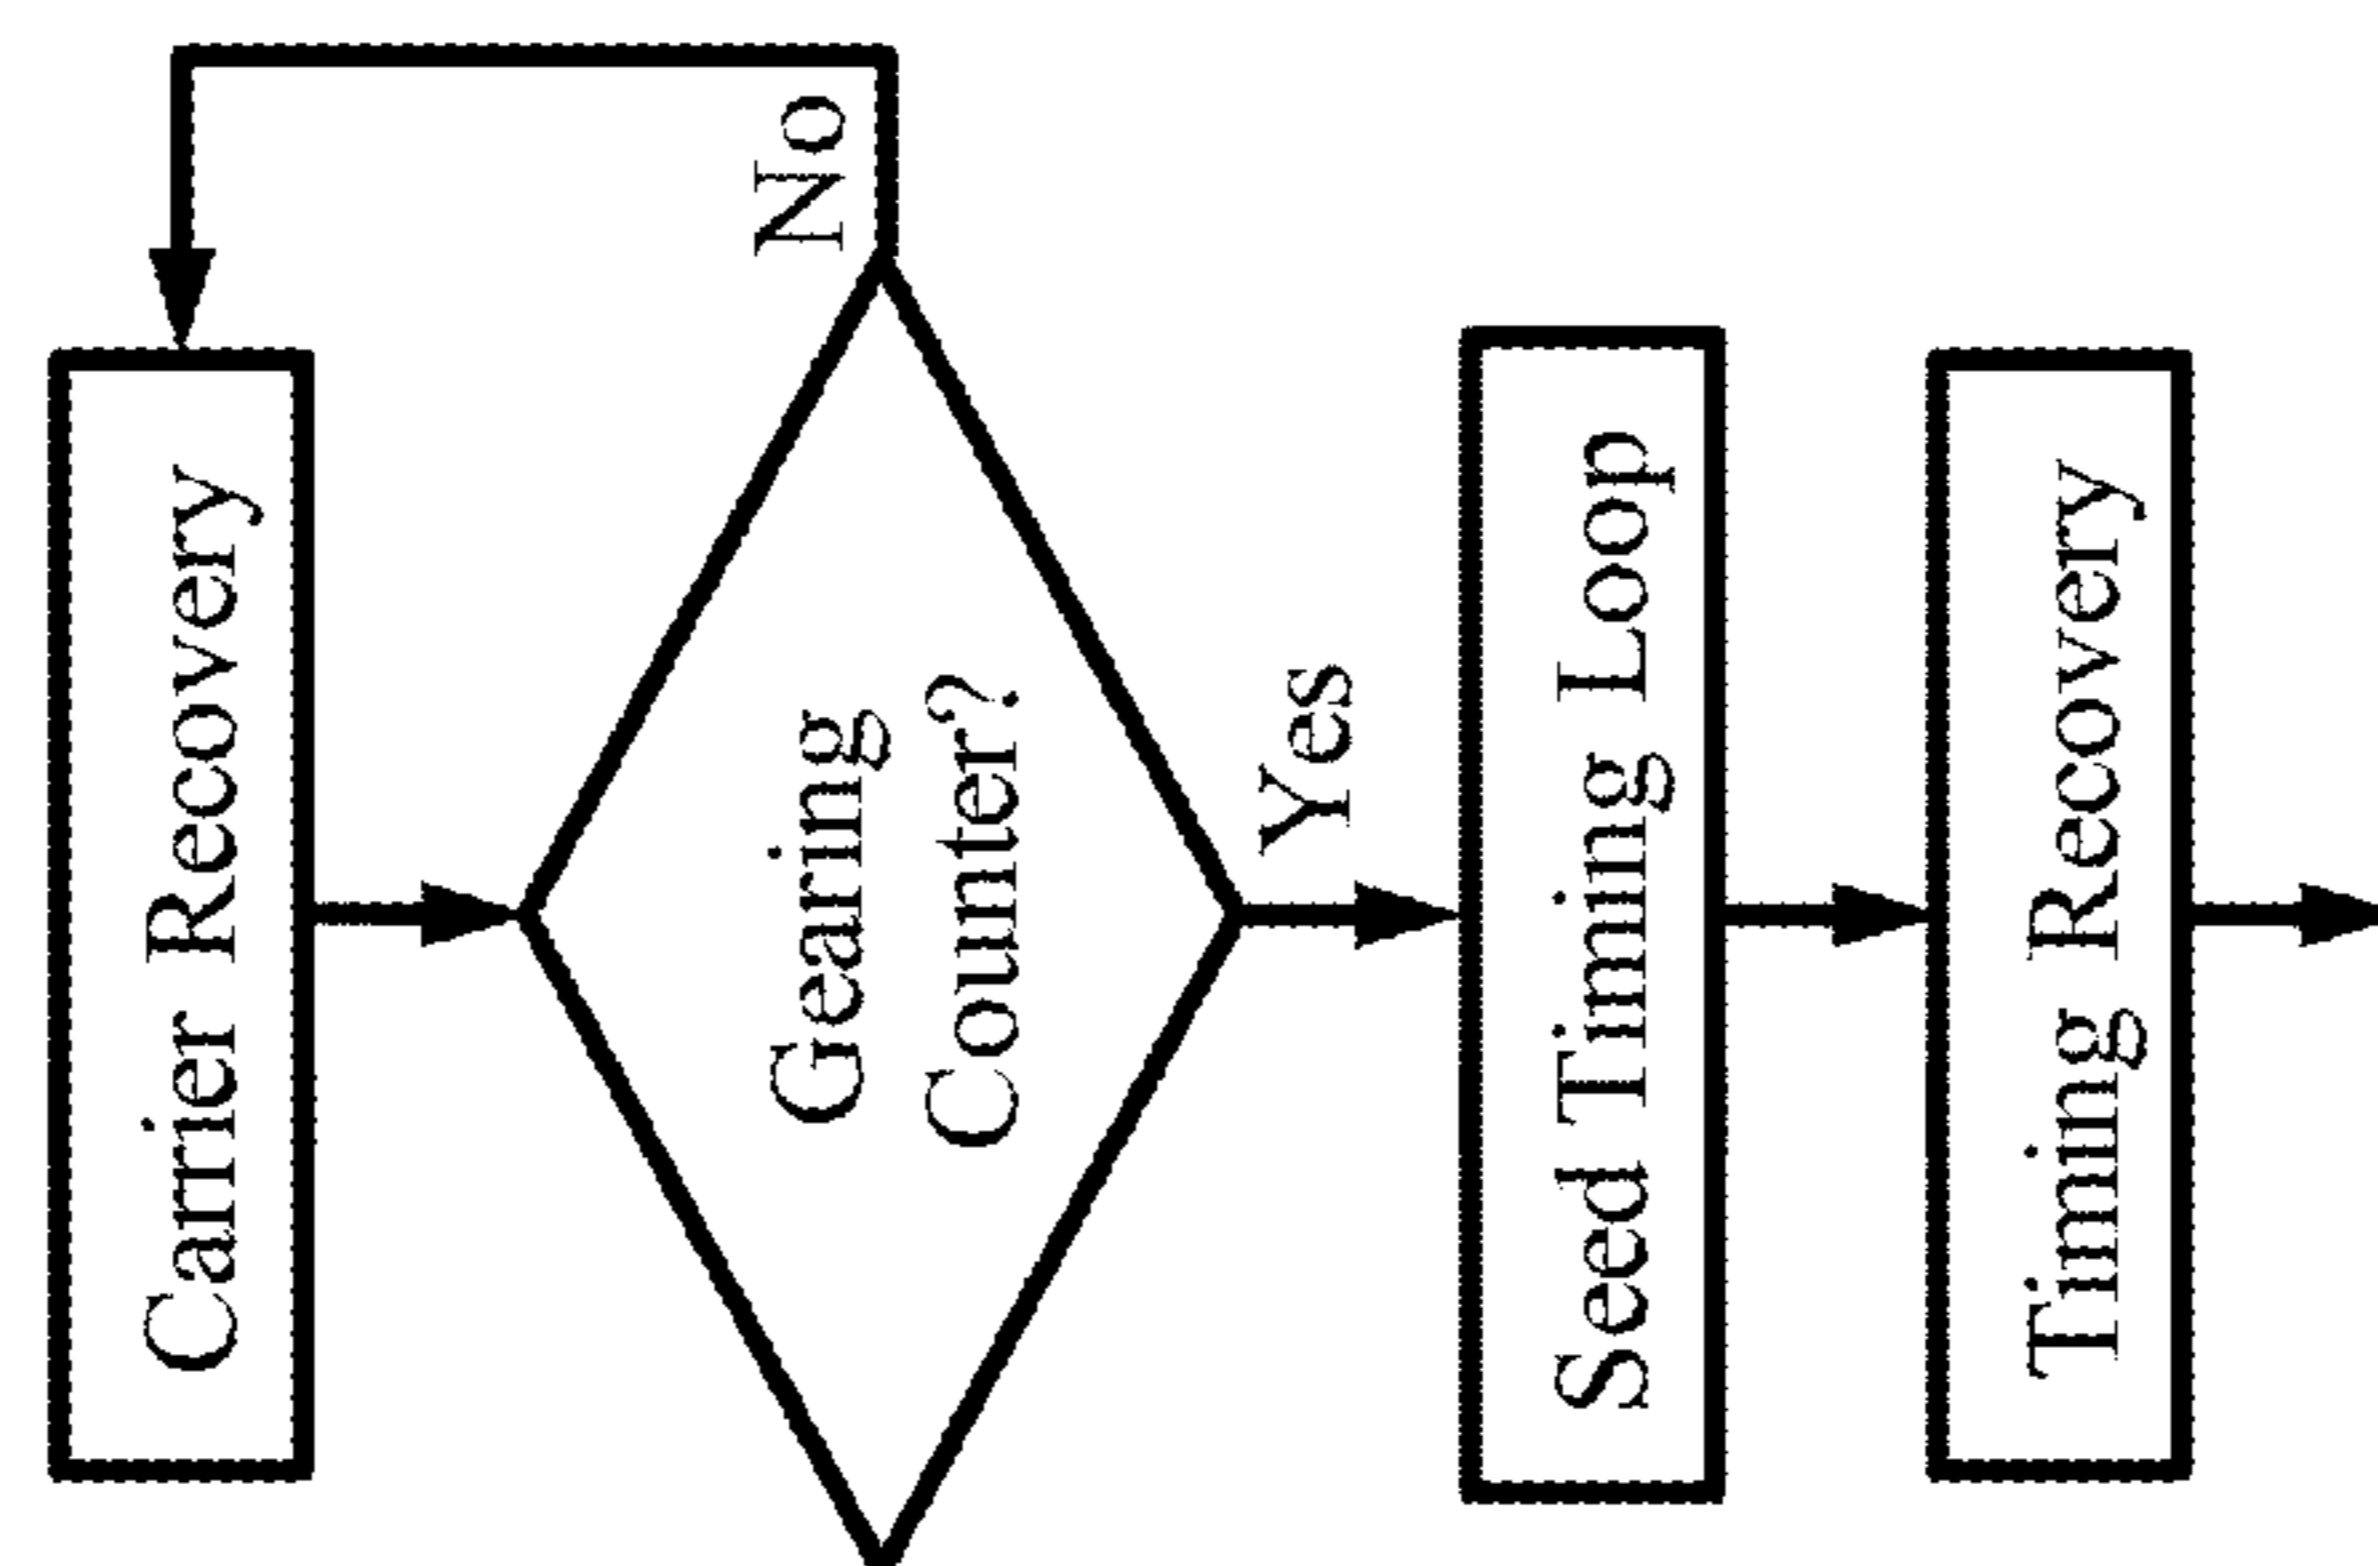 Carrier Recovery
No
Gearing
Counter?
Yes
Seed Timing Loop
Timing Recovery